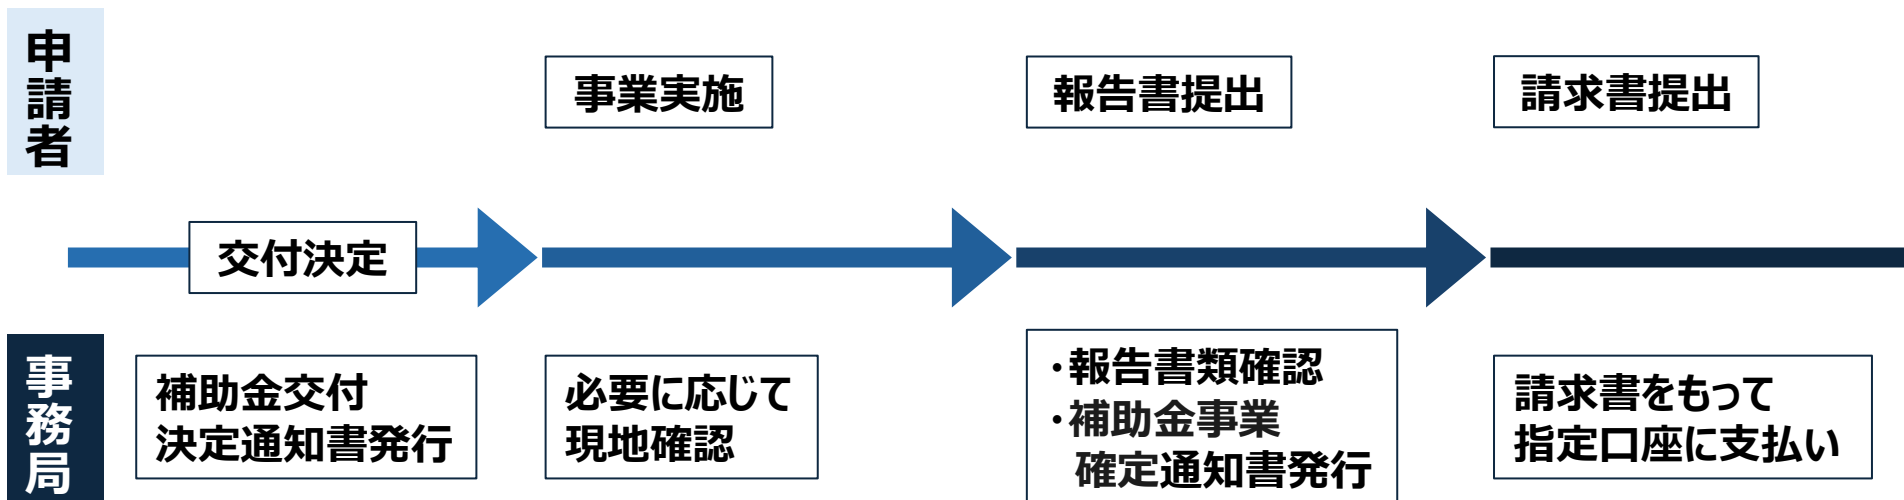 申請者
事業実施
報告書提出
請求書提出
交付決定
事務局
補助金交付
決定通知書発行
必要に応じて
現地確認
・報告書類確認
・補助金事業
確定通知書発行
請求書をもって
指定口座に支払い